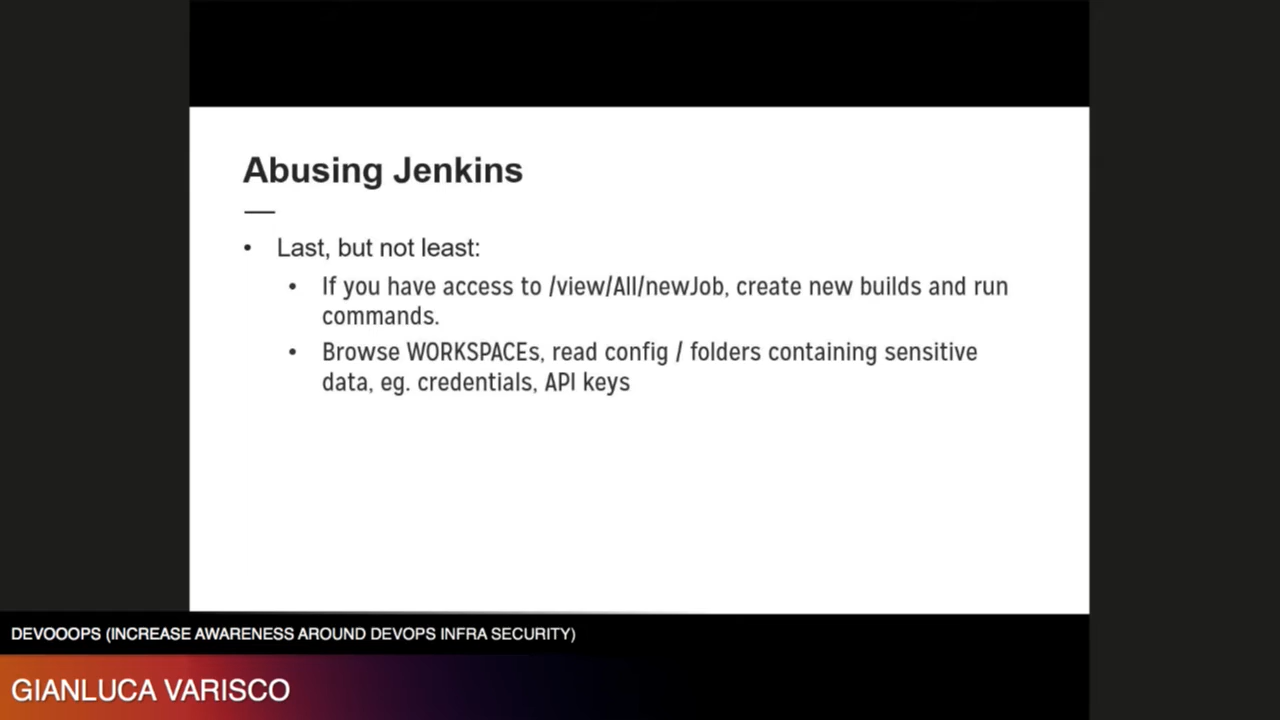 Abusing Jenkins
• Last, but not least:
• If you have access to /view/All/newJob, create new builds and run
commands.
• Browse WORKSPACEs, read config / folders containing sensitive
data, eg. credentials, API keys
DEVOOOPS (INCREASE AWARENESS AROUND DEVOPS INFRA SECURITY)
GIANLUCA VARISCO